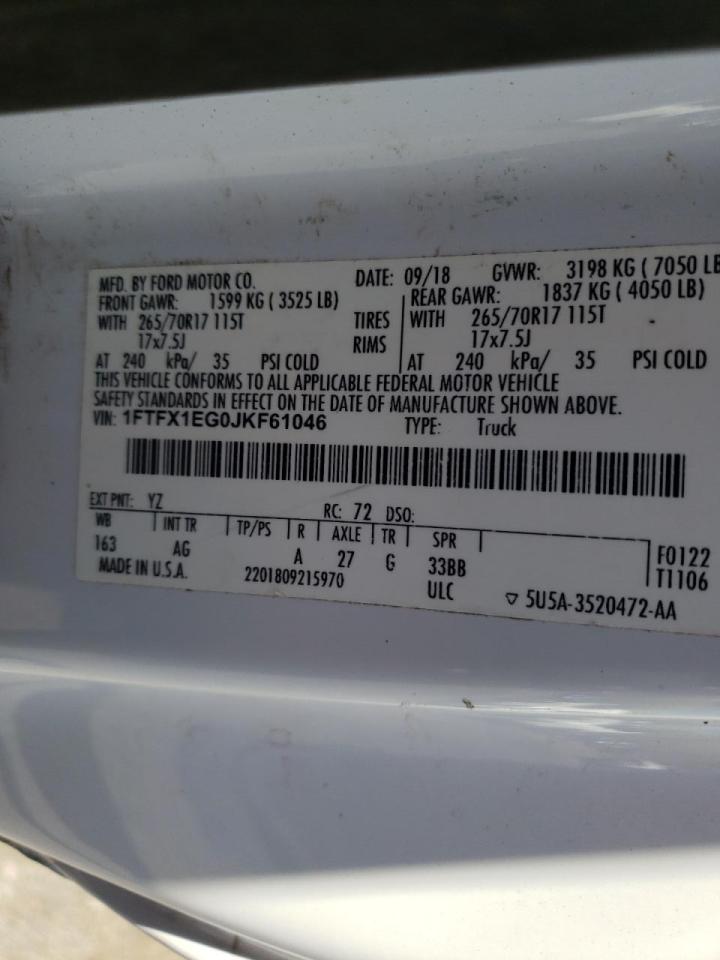 MFD. BY FORD MOTOR CO. DATE: 09/18 GVWR: 3198 KG ( 7050 LB
FRONT GAWR: 1599 KG ( 3525 LB) REAR GAWR: 1837 KG ( 4050 LB)
WITH 265/70R17 115T TIRES WITH 265/70R17 115T
17x7.5J RIMS 17x7.5J
AT 240 kPa/ 35 PSI COLD AT 240 kPa/ 35 PSI COLD
THIS VEHICLE CONFORMS TO ALL APPLICABLE FEDERAL MOTOR VEHICLE
SAFETY STANDARDS IN EFFECT ON THE DATE OF MANUFACTURE SHOWN ABOVE.
VIN: 1FTFX1EG0JKF61046 TYPE: Truck
EXT PNT: YZ RC: 72 DSO:
WB INT TR TP/PS R AXLE TR SPR
163 AG A 27 G 33BB F0122
MADE IN U.S.A. 2201809215970 ULC T1106
▽ 5U5A-3520472-AA